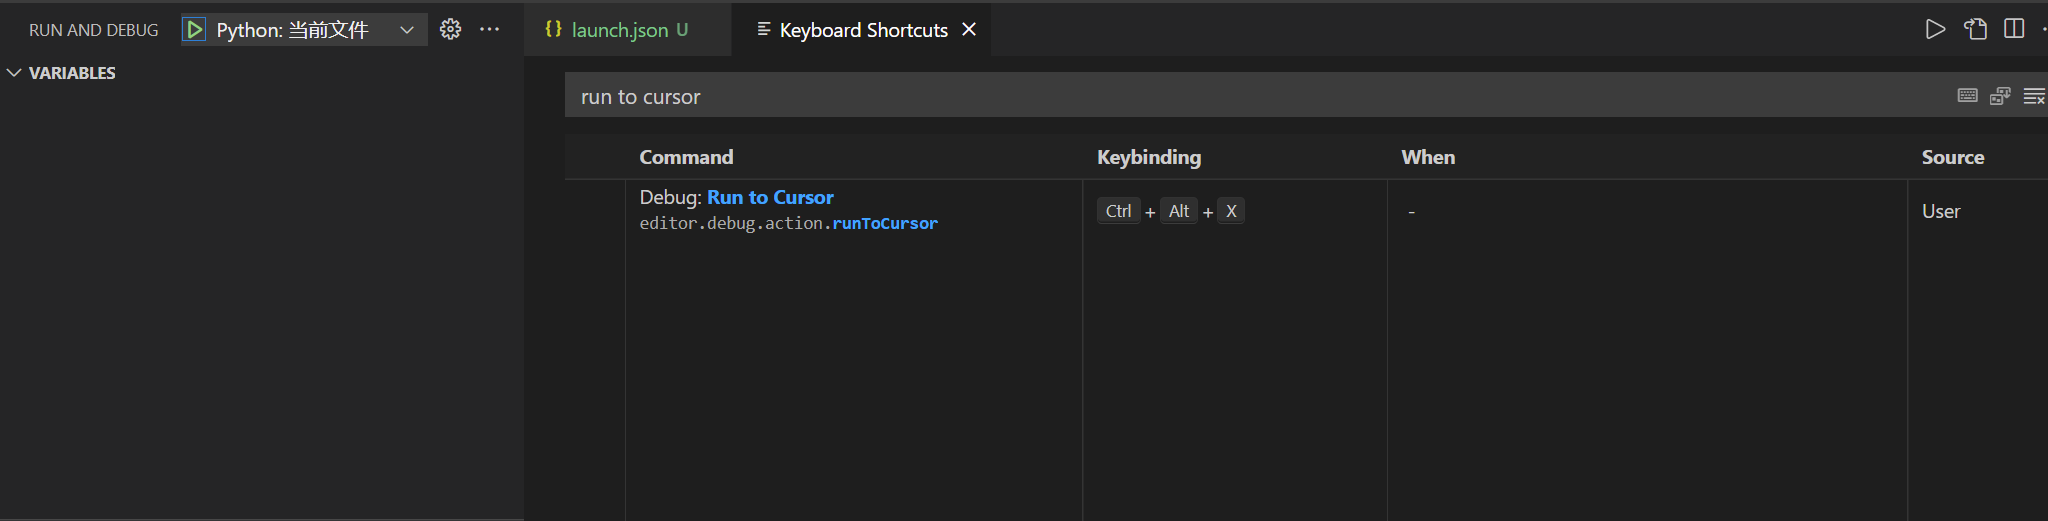 RUN AND DEBUG
Python: 当前文件
VARIABLES
{} launch.json U
Keyboard Shortcuts
run to cursor
Command Keybinding When Source
Debug: Run to Cursor
editor.debug.action.runToCursor
Ctrl + Alt + X
-
User